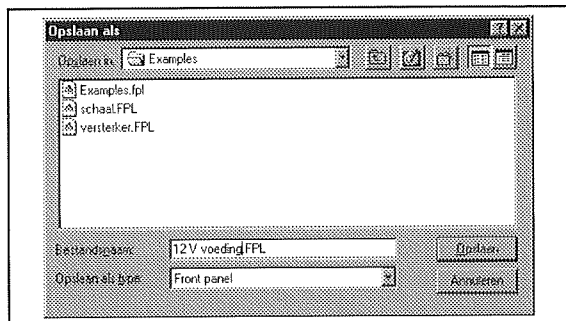 Opslaan als
Opslaan in: Examples
Examples.fpl
schaal.FPL
versterker.FPL
Bestandsnaam: 12 V voeding.FPL Opslaan
Opslaan als type: Front panel Annuleren